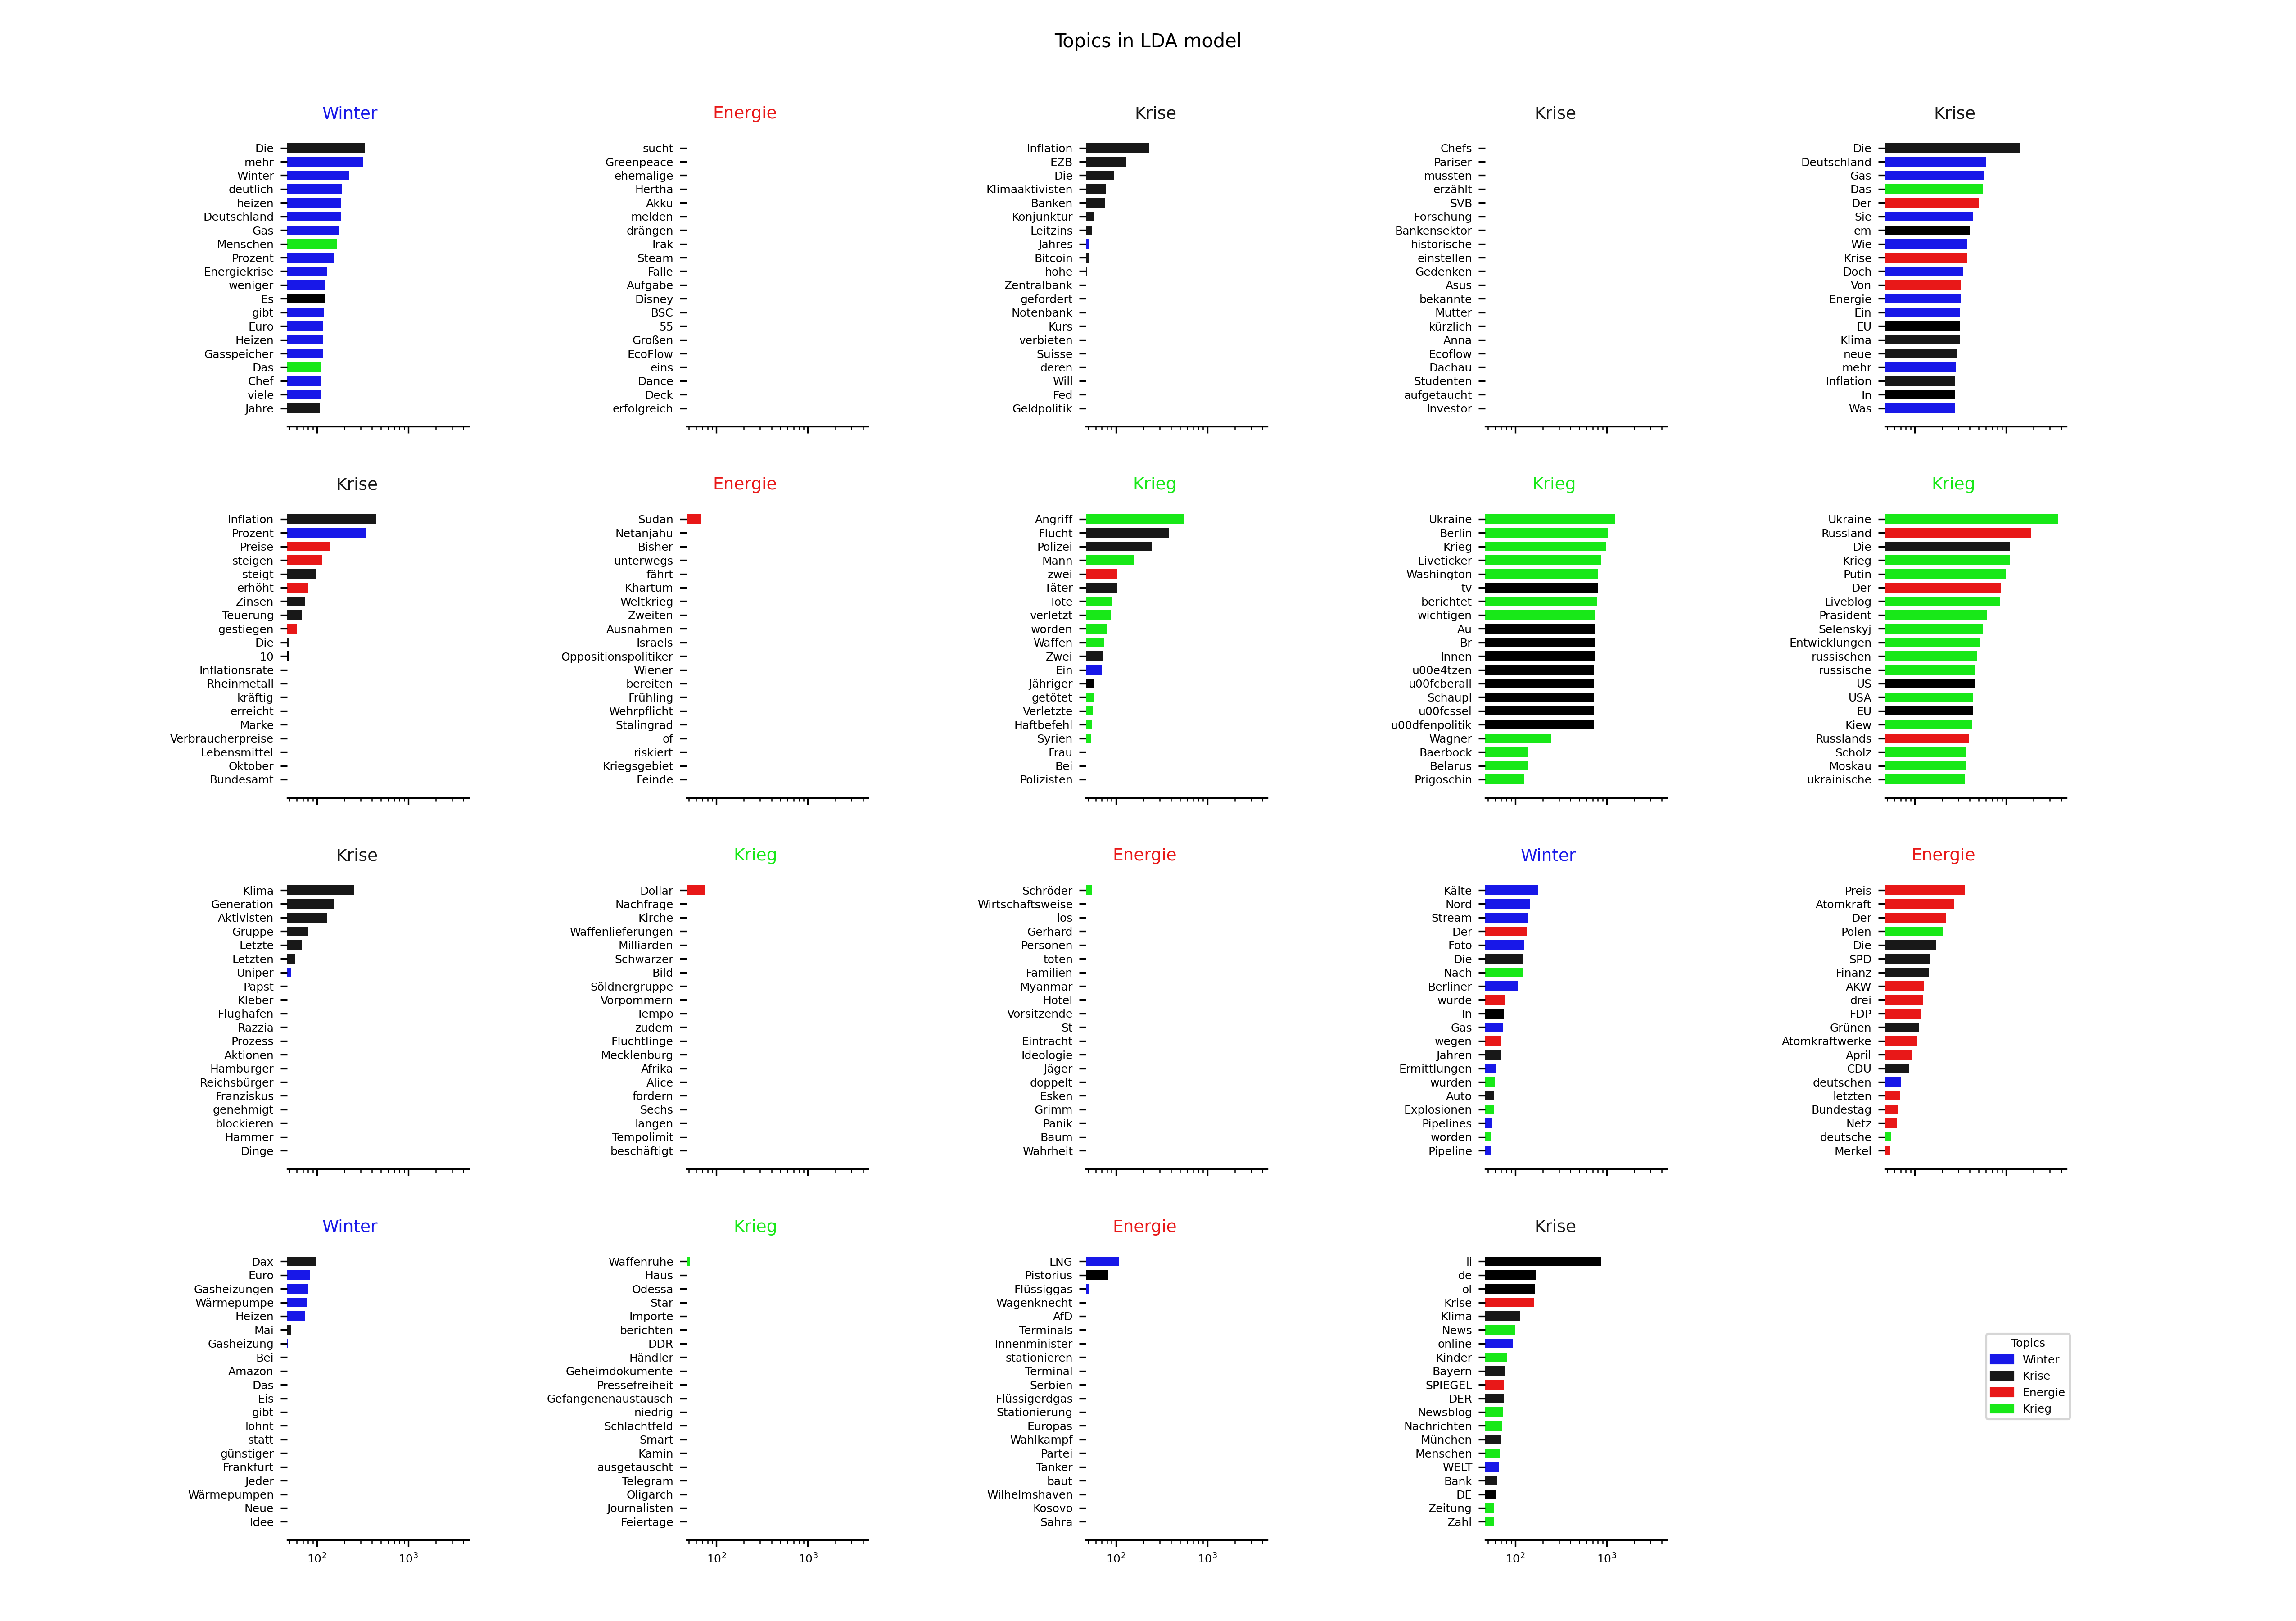 Topics in LDA model
Winter
Die
mehr
Winter
deutlich
heizen
Deutschland
Gas
Menschen
Prozent
Energiekrise
weniger
Es
gibt
Euro
Heizen
Gasspeicher
Das
Chef
viele
Jahre
Energie
sucht
Greenpeace
ehemalige
Hertha
Akku
melden
drängen
Irak
Steam
Falle
Aufgabe
Disney
BSC
55
Großen
EcoFlow
eins
Dance
Deck
erfolgreich
Krise
Inflation
EZB
Die
Klimaaktivisten
Banken
Konjunktur
Leitzins
Jahres
Bitcoin
hohe
Zentralbank
gefordert
Notenbank
Kurs
verbieten
Suisse
deren
Will
Fed
Geldpolitik
Krise
Chefs
Pariser
mussten
erzählt
SVB
Forschung
Bankensektor
historische
einstellen
Gedenken
Asus
bekannte
Mutter
kürzlich
Anna
Ecoflow
Dachau
Studenten
aufgetaucht
Investor
Krise
Die
Deutschland
Gas
Das
Der
Sie
em
Wie
Krise
Doch
Von
Energie
Ein
EU
Klima
neue
mehr
Inflation
In
Was
Krise
Inflation
Prozent
Preise
steigen
steigt
erhöht
Zinsen
Teuerung
gestiegen
Die
10
Inflationsrate
Rheinmetall
kräftig
erreicht
Marke
Verbraucherpreise
Lebensmittel
Oktober
Bundesamt
Energie
Sudan
Netanjahu
Bisher
unterwegs
fährt
Khartum
Weltkrieg
Zweiten
Ausnahmen
Israels
Oppositionspolitiker
Wiener
bereiten
Frühling
Wehrpflicht
Stalingrad
of
riskiert
Kriegsgebiet
Feinde
Krieg
Angriff
Flucht
Polizei
Mann
zwei
Täter
Tote
verletzt
worden
Waffen
Zwei
Ein
Jähriger
getötet
Verletzte
Haftbefehl
Syrien
Frau
Bei
Polizisten
Krieg
Ukraine
Berlin
Krieg
Liveticker
Washington
tv
berichtet
wichtigen
Au
Br
Innen
u00e4tzen
u00fcberall
Schaupl
u00fcssel
u00dfenpolitik
Wagner
Baerbock
Belarus
Prigoschin
Krieg
Ukraine
Russland
Die
Krieg
Putin
Der
Liveblog
Präsident
Selenskyj
Entwicklungen
russischen
russische
US
USA
EU
Kiew
Russlands
Scholz
Moskau
ukrainische
Krise
Klima
Generation
Aktivisten
Gruppe
Letzte
Letzten
Uniper
Papst
Kleber
Flughafen
Razzia
Prozess
Aktionen
Hamburger
Reichsbürger
Franziskus
genehmigt
blockieren
Hammer
Dinge
Krieg
Dollar
Nachfrage
Kirche
Waffenlieferungen
Milliarden
Schwarzer
Bild
Söldnergruppe
Vorpommern
Tempo
zudem
Flüchtlinge
Mecklenburg
Afrika
Alice
fordern
Sechs
langen
Tempolimit
beschäftigt
Energie
Schröder
Wirtschaftsweise
los
Gerhard
Personen
töten
Familien
Myanmar
Hotel
Vorsitzende
St
Eintracht
Ideologie
Jäger
doppelt
Esken
Grimm
Panik
Baum
Wahrheit
Winter
Kälte
Nord
Stream
Der
Foto
Die
Nach
Berliner
wurde
In
Gas
wegen
Jahren
Ermittlungen
wurden
Auto
Explosionen
Pipelines
worden
Pipeline
Energie
Preis
Atomkraft
Der
Polen
Die
SPD
Finanz
AKW
drei
FDP
Grünen
Atomkraftwerke
April
CDU
deutschen
letzten
Bundestag
Netz
deutsche
Merkel
Winter
Dax
Euro
Gasheizungen
Wärmepumpe
Heizen
Mai
Gasheizung
Bei
Amazon
Das
Eis
gibt
lohnt
statt
günstiger
Frankfurt
Jeder
Wärmepumpen
Neue
Idee
10²
10³
Krieg
Waffenruhe
Haus
Odessa
Star
Importe
berichten
DDR
Händler
Geheimdokumente
Pressefreiheit
Gefangenenaustausch
niedrig
Schlachtfeld
Smart
Kamin
ausgetauscht
Telegram
Oligarch
Journalisten
Feiertage
10²
10³
Energie
LNG
Pistorius
Flüssiggas
Wagenknecht
AfD
Terminals
Innenminister
stationieren
Terminal
Serbien
Flüssigerdgas
Stationierung
Europas
Wahlkampf
Partei
Tanker
baut
Wilhelmshaven
Kosovo
Sahra
10²
10³
Krise
li
de
ol
Krise
Klima
News
online
Kinder
Bayern
SPIEGEL
DER
Newsblog
Nachrichten
München
Menschen
WELT
Bank
DE
Zeitung
Zahl
10²
10³
Topics
Winter
Krise
Energie
Krieg